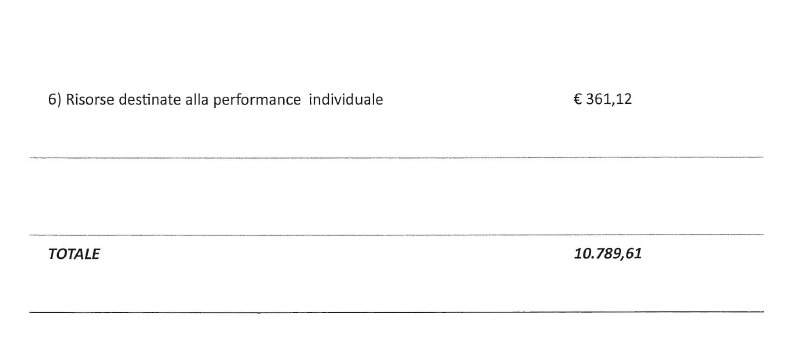 6) Risorse destinate alla performance individuale € 361,12
TOTALE 10.789,61